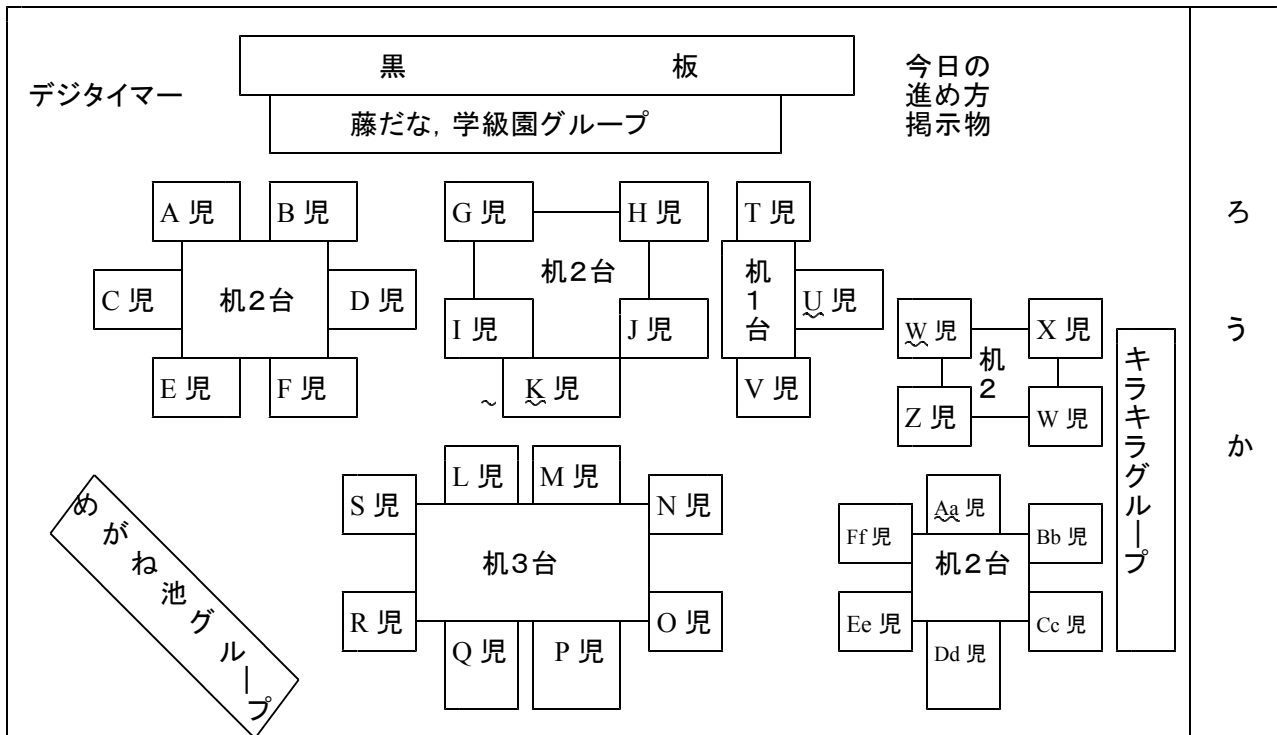 黒 板
デジタイマー
今日の
進め方
掲示物
藤だな，学級園グループ
A 児
B 児
C 児
机２台
D 児
E 児
F 児
G 児
H 児
机２台
I 児
J 児
K 児
T 児
机１台
U 児
V 児
W 児
X 児
机２
Z 児
W 児
キラキラグループ
ろうか
L 児
M 児
S 児
N 児
机３台
R 児
O 児
Q 児
P 児
めがね池グループ
Aa 児
Ff 児
Bb 児
机２台
Ee 児
Cc 児
Dd 児